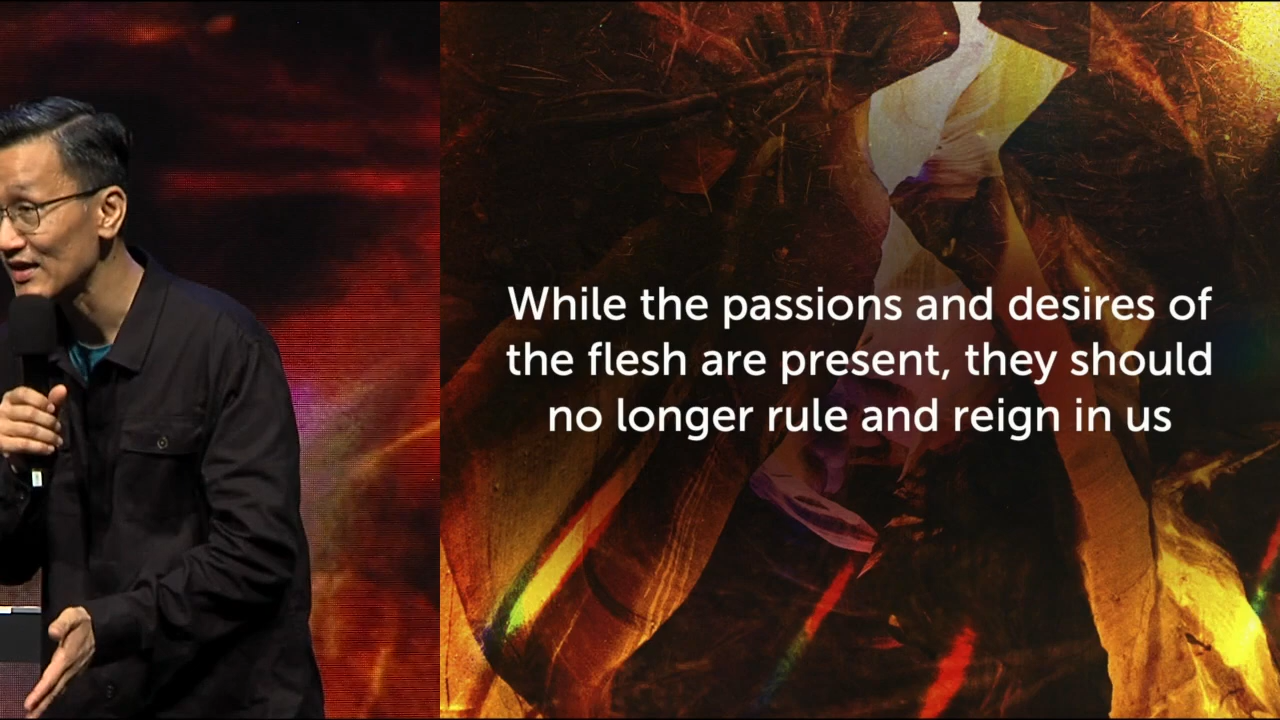 While the passions and desires of
the flesh are present, they should
no longer rule and reign in us